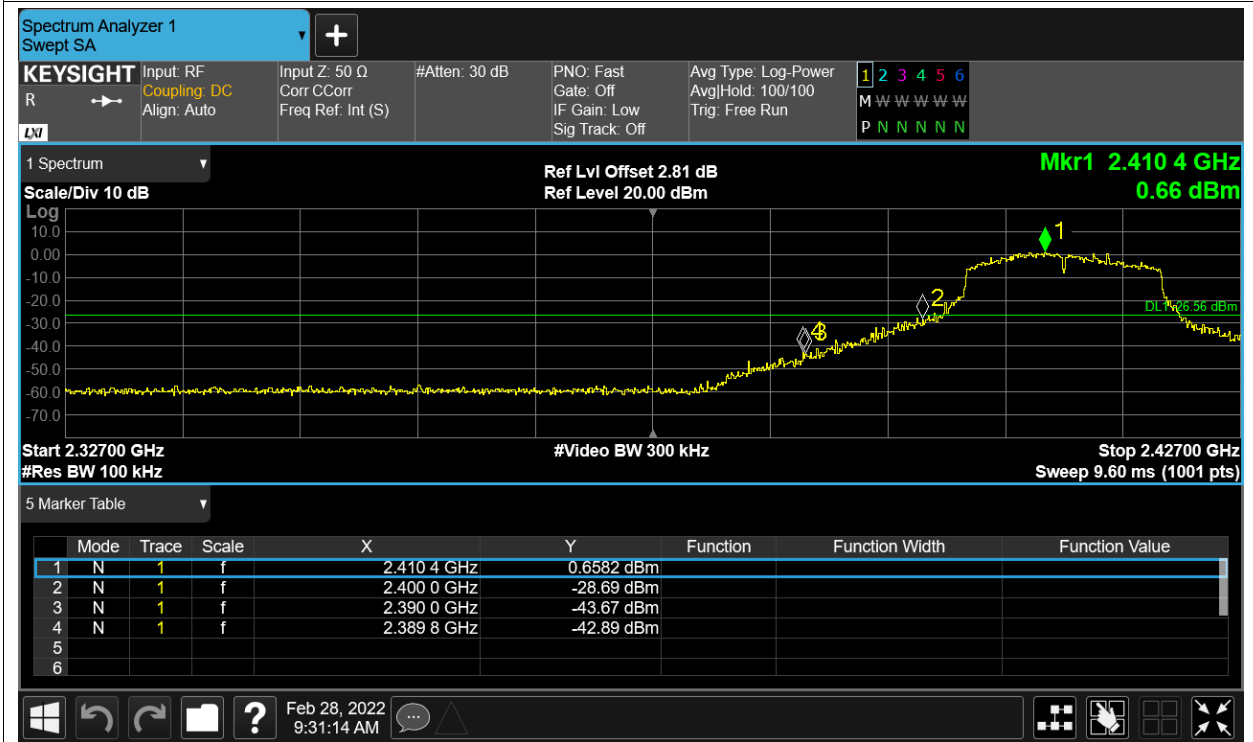 Spectrum Analyzer 1
Swept SA
KEYSIGHT
R
LXI
Input: RF
Coupling: DC
Align: Auto
Input Z: 50 Ω
Corr CCorr
Freq Ref: Int (S)
#Atten: 30 dB
PNO: Fast
Gate: Off
IF Gain: Low
Sig Track: Off
Avg Type: Log-Power
Avg|Hold: 100/100
Trig: Free Run
1 2 3 4 5 6
M W W W W W
P N N N N N
1 Spectrum
Scale/Div 10 dB
Ref Lvl Offset 2.81 dB
Ref Level 20.00 dBm
Mkr1 2.410 4 GHz
0.66 dBm
Log
10.0
0.00
-10.0
-20.0
-30.0
-40.0
-50.0
-60.0
-70.0
1
2
DL1 -26.56 dBm
Start 2.32700 GHz
#Video BW 300 kHz
Stop 2.42700 GHz
#Res BW 100 kHz
Sweep 9.60 ms (1001 pts)
5 Marker Table
Mode Trace Scale X Y Function Function Width Function Value
1 N 1 f 2.410 4 GHz 0.6582 dBm
2 N 1 f 2.400 0 GHz -28.69 dBm
3 N 1 f 2.390 0 GHz -43.67 dBm
4 N 1 f 2.389 8 GHz -42.89 dBm
5
6
?
Feb 28, 2022
9:31:14 AM